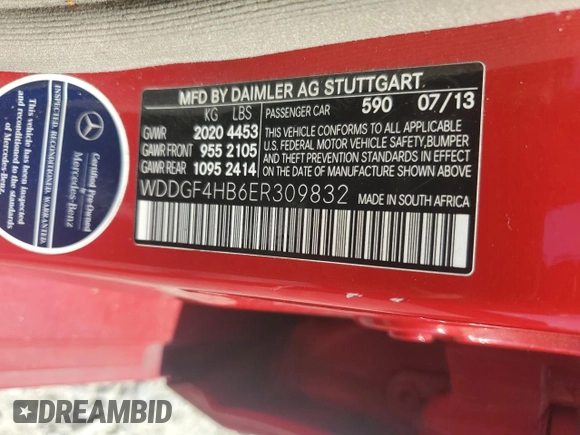 MFD BY DAIMLER AG STUTTGART
KG LBS PASSENGER CAR 590 07/13
GVWR 2020 4453
GAWR FRONT 955 2105
GAWR REAR 1095 2414
THIS VEHICLE CONFORMS TO ALL APPLICABLE
U.S. FEDERAL MOTOR VEHICLE SAFETY, BUMPER
AND THEFT PREVENTION STANDARDS IN EFFECT
ON THE DATE OF MANUFACTURE SHOWN ABOVE
WDDGF4HB6ER309832 MADE IN SOUTH AFRICA
INSPECTED. RECONDITIONED. CERTIFIED.
This vehicle has been inspected
and reconditioned to the standards
of Mercedes-Benz.
Certified Pre-Owned
Mercedes-Benz
DREAMBID